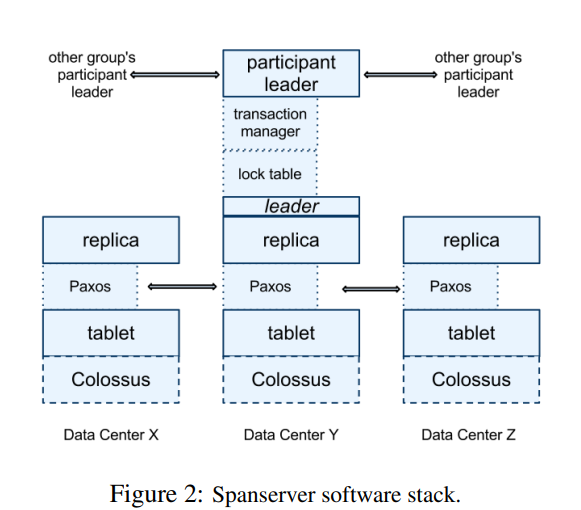 other group's
participant
leader
participant
leader
other group's
participant
leader
transaction
manager
lock table
leader
replica
replica
replica
Paxos
Paxos
Paxos
tablet
tablet
tablet
Colossus
Colossus
Colossus
Data Center X
Data Center Y
Data Center Z
Figure 2: Spanserver software stack.